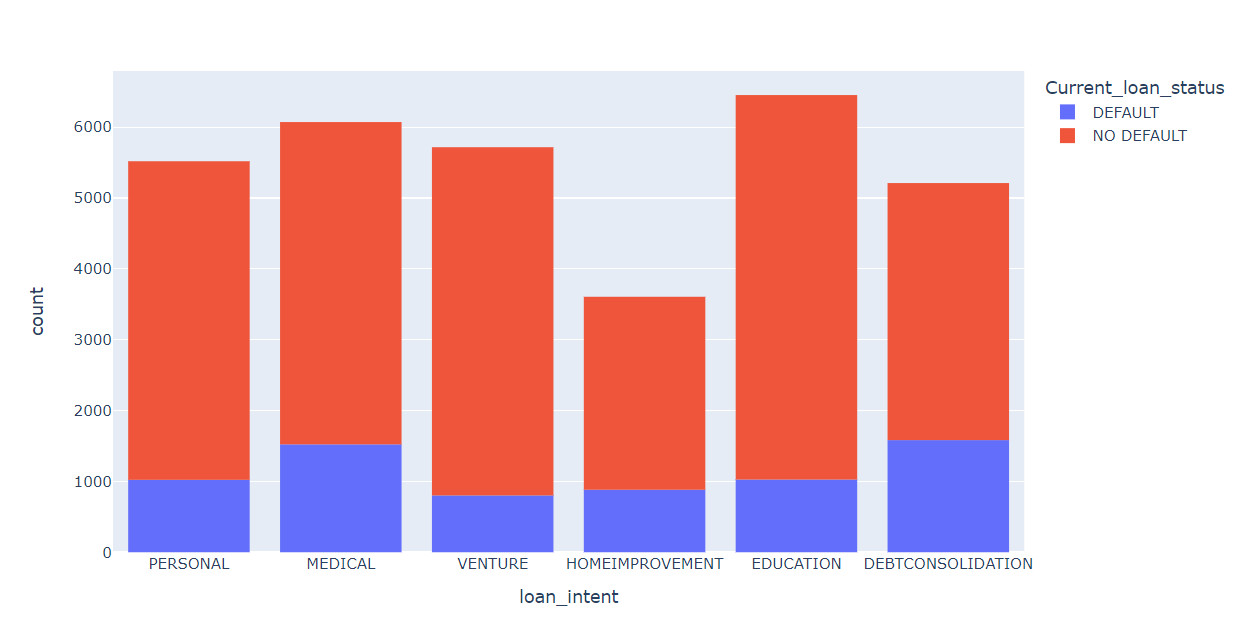 Current_loan_status
DEFAULT
NO DEFAULT
count
6000
5000
4000
3000
2000
1000
0
PERSONAL MEDICAL VENTURE HOMEIMPROVEMENT EDUCATION DEBTCONSOLIDATION
loan_intent